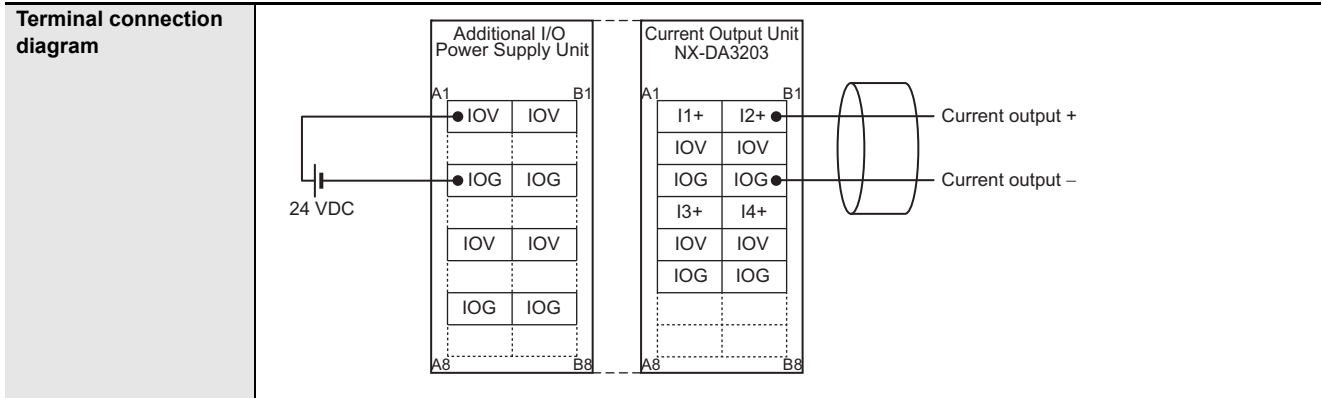 Terminal connection
diagram
Additional I/O
Power Supply Unit
A1 B1
IOV IOV
IOG IOG
IOV IOV
IOG IOG
A8 B8
24 VDC
Current Output Unit
NX-DA3203
A1 B1
I1+ I2+
IOV IOV
IOG IOG
I3+ I4+
IOV IOV
IOG IOG
A8 B8
Current output +
Current output −